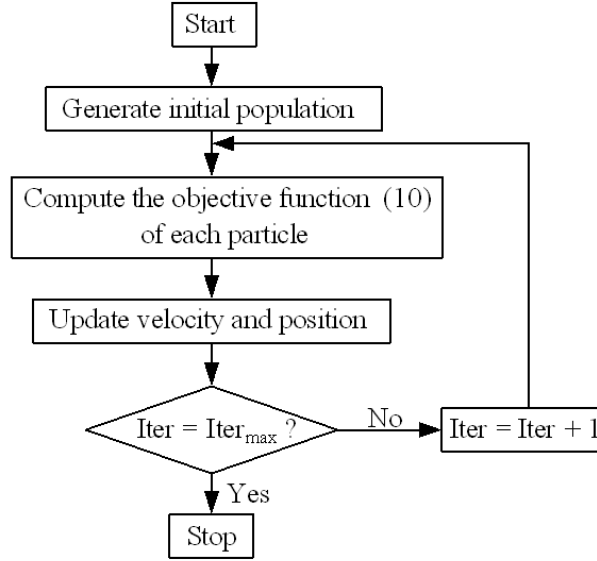 Start
Generate initial population
Compute the objective function (10)
of each particle
Update velocity and position
Iter = Iter_max ?
No
Iter = Iter + 1
Yes
Stop